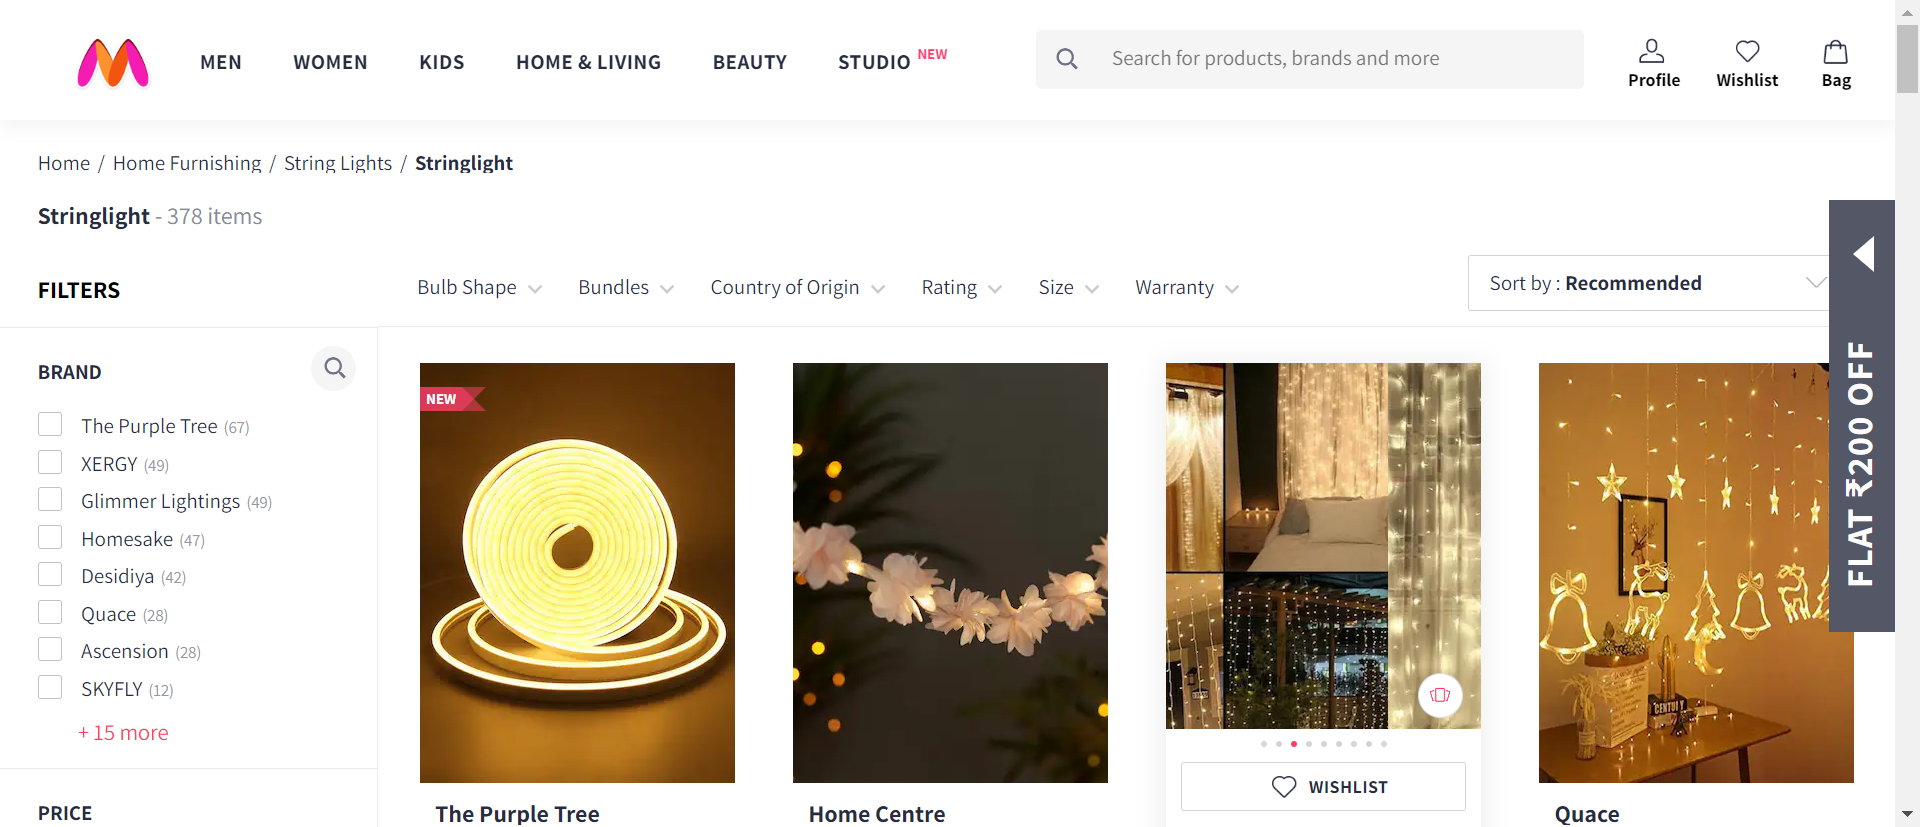 MEN WOMEN KIDS HOME & LIVING BEAUTY STUDIO NEW
Search for products, brands and more
Profile Wishlist Bag
Home / Home Furnishing / String Lights / Stringlight
Stringlight - 378 items
FILTERS
Bulb Shape Bundles Country of Origin Rating Size Warranty
Sort by : Recommended
FLAT ₹200 OFF
BRAND
The Purple Tree (67)
XERGY (49)
Glimmer Lightings (49)
Homesake (47)
Desidiya (42)
Quace (28)
Ascension (28)
SKYFLY (12)
+ 15 more
PRICE
NEW
The Purple Tree
Home Centre
WISHLIST
CENTURY
Quace